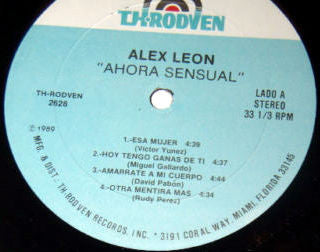 TH-RODVEN
ALEX LEON
"AHORA SENSUAL"
TH-RODVEN
2628
LADO A
STEREO
33 1/3 RPM
℗ 1989
1.-ESA MUJER 4:39
(Victor Yunez)
2.-HOY TENGO GANAS DE TI 4:37
(Miguel Gallardo)
3.-AMARRATE A MI CUERPO 4:44
(David Pabón)
4.-OTRA MENTIRA MAS 4:34
(Rudy Perez)
MFG. & DIST. TH-RODVEN RECORDS, INC. * 3191 CORAL WAY, MIAMI, FLORIDA 33145